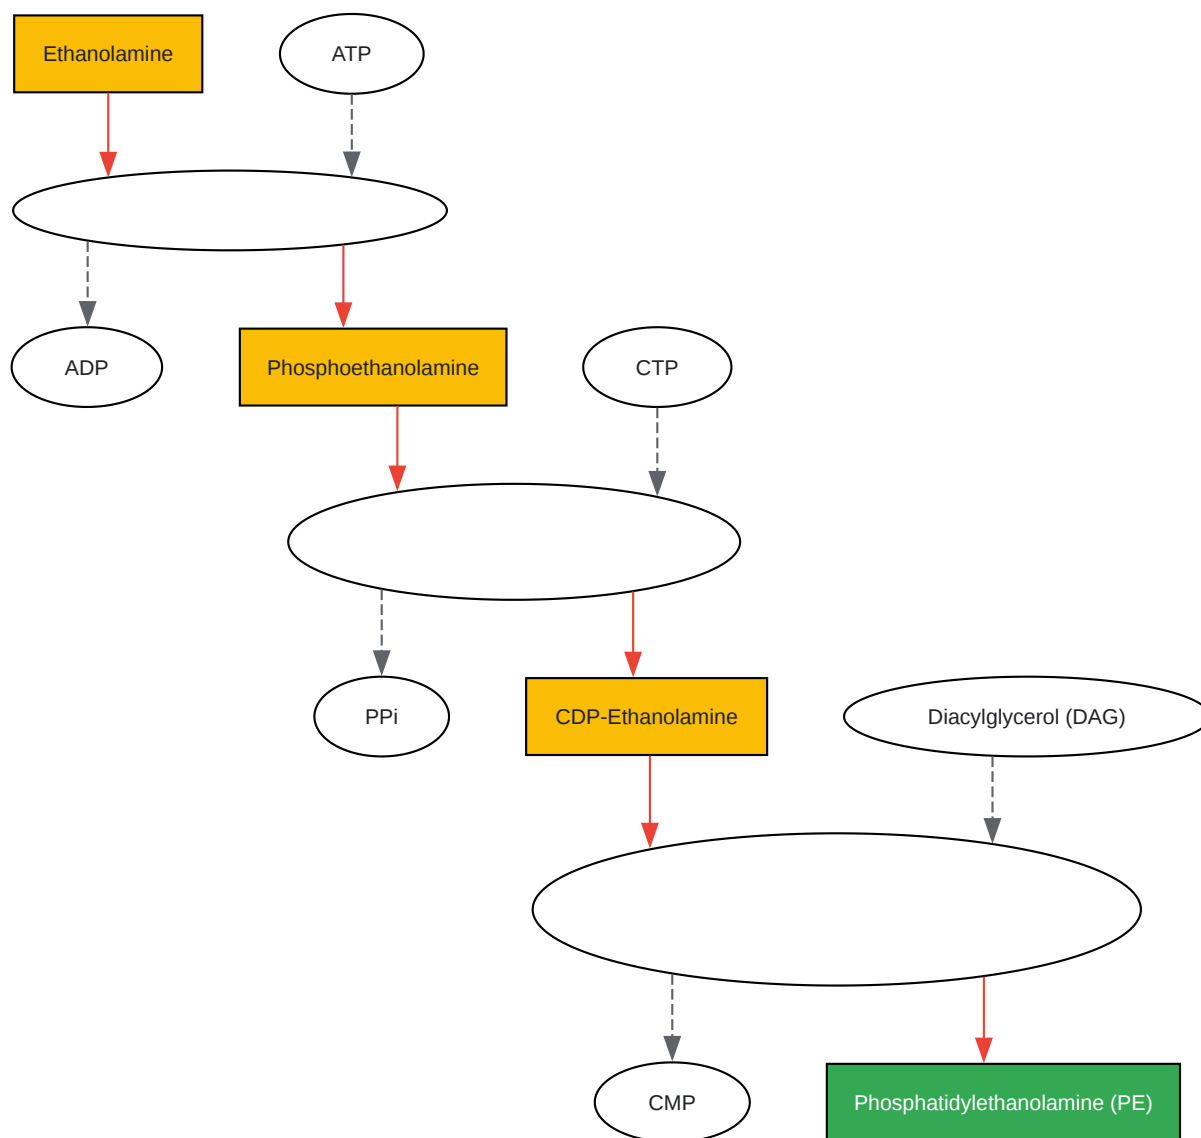 Ethanolamine
ATP
ADP
Phosphoethanolamine
CTP
PPi
CDP-Ethanolamine
Diacylglycerol (DAG)
CMP
Phosphatidylethanolamine (PE)